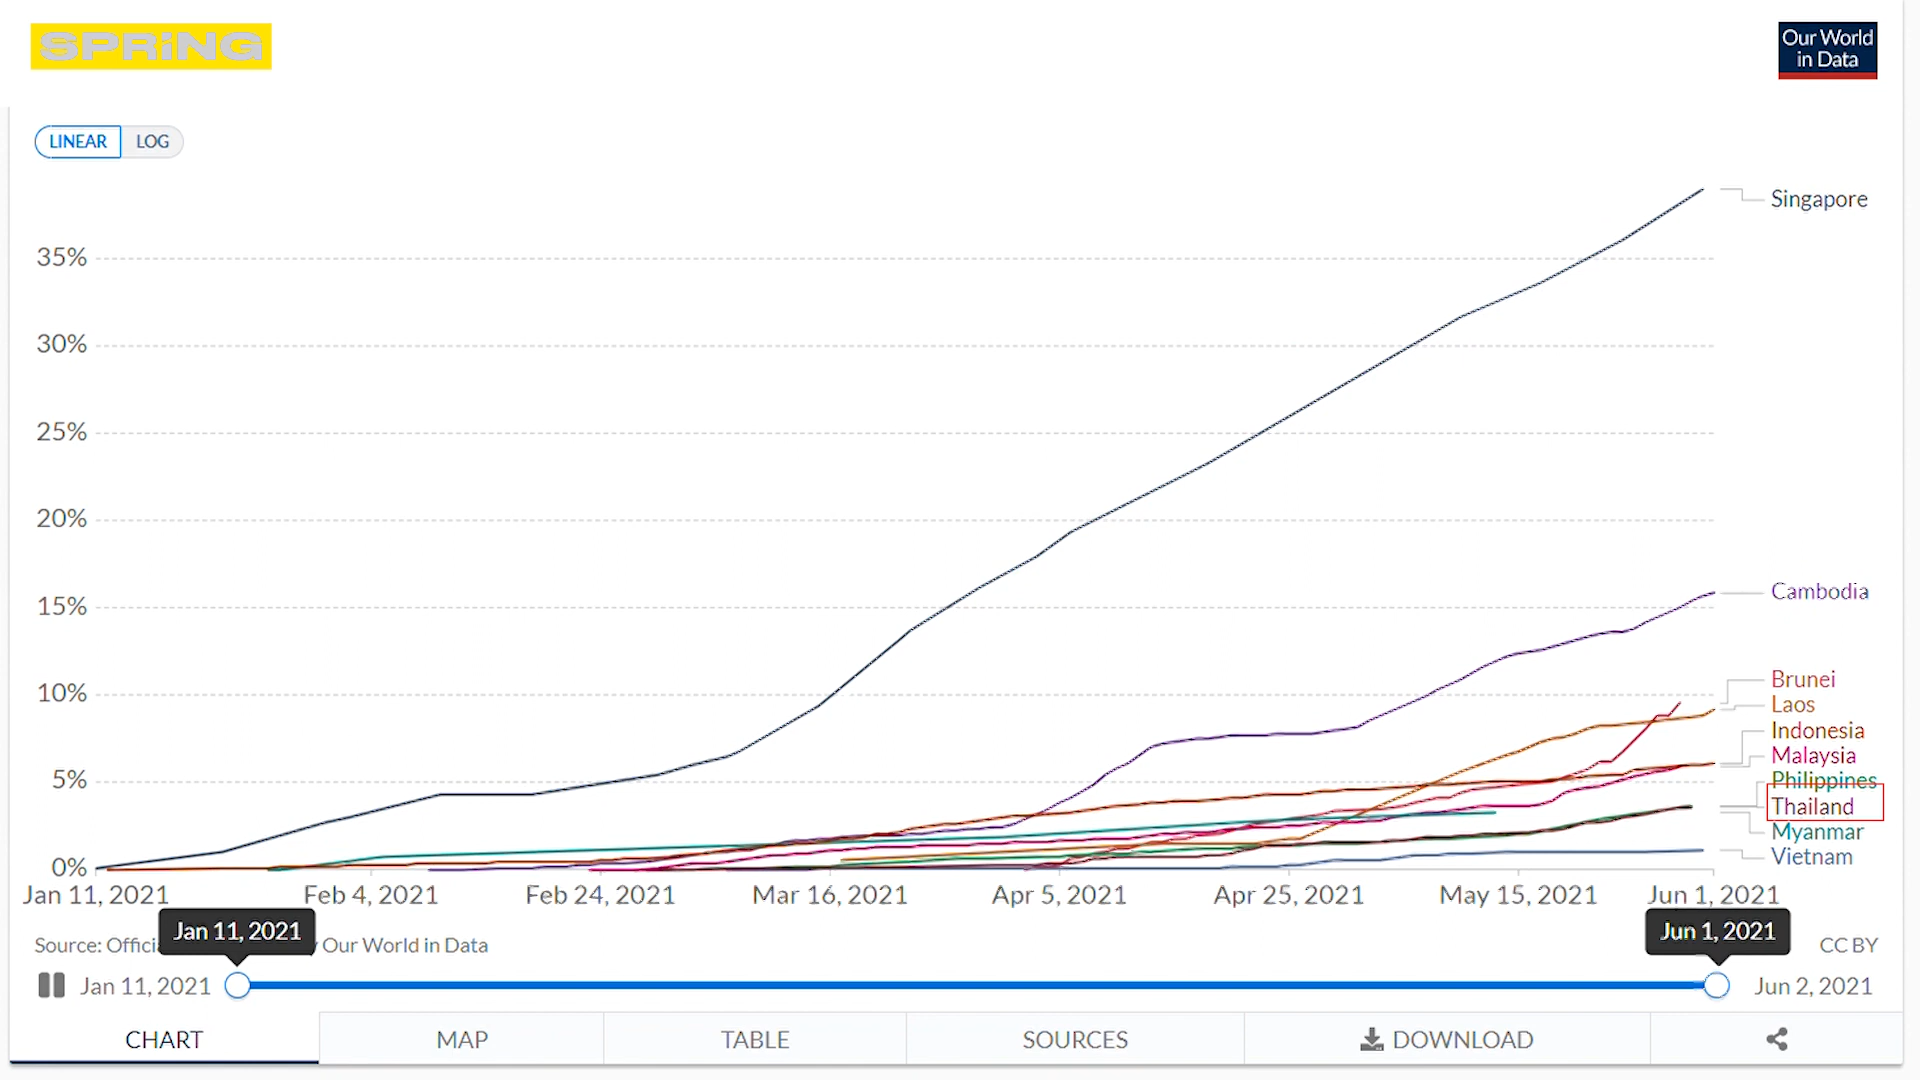 SPRiNG
Our World
in Data
LINEAR LOG
Singapore
35%
30%
25%
20%
15%
Cambodia
10%
Brunei
Laos
Indonesia
Malaysia
5%
Philippines
Thailand
Myanmar
Vietnam
0%
Jan 11, 2021 Feb 4, 2021 Feb 24, 2021 Mar 16, 2021 Apr 5, 2021 Apr 25, 2021 May 15, 2021 Jun 1, 2021
Jan 11, 2021 Jun 1, 2021
Source: Offici Our World in Data CC BY
Jan 11, 2021 Jun 2, 2021
CHART MAP TABLE SOURCES DOWNLOAD